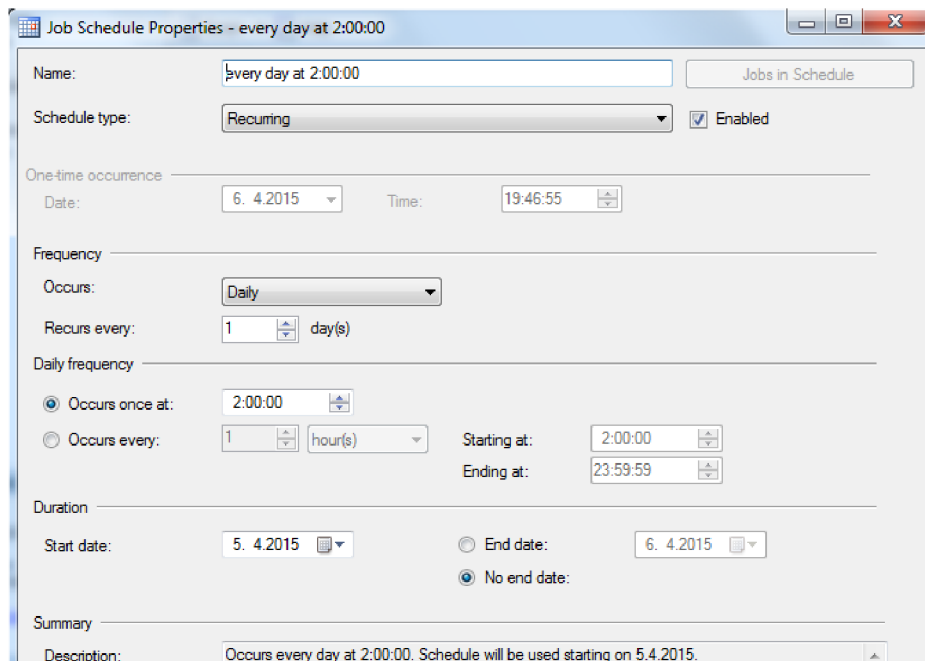 Job Schedule Properties - every day at 2:00:00
Name: every day at 2:00:00 Jobs in Schedule
Schedule type: Recurring Enabled
One-time occurrence
Date: 6. 4.2015 Time: 19:46:55
Frequency
Occurs: Daily
Recurs every: 1 day(s)
Daily frequency
Occurs once at: 2:00:00
Occurs every: 1 hour(s) Starting at: 2:00:00
Ending at: 23:59:59
Duration
Start date: 5. 4.2015 End date: 6. 4.2015
No end date:
Summary
Description: Occurs every day at 2:00:00. Schedule will be used starting on 5.4.2015.